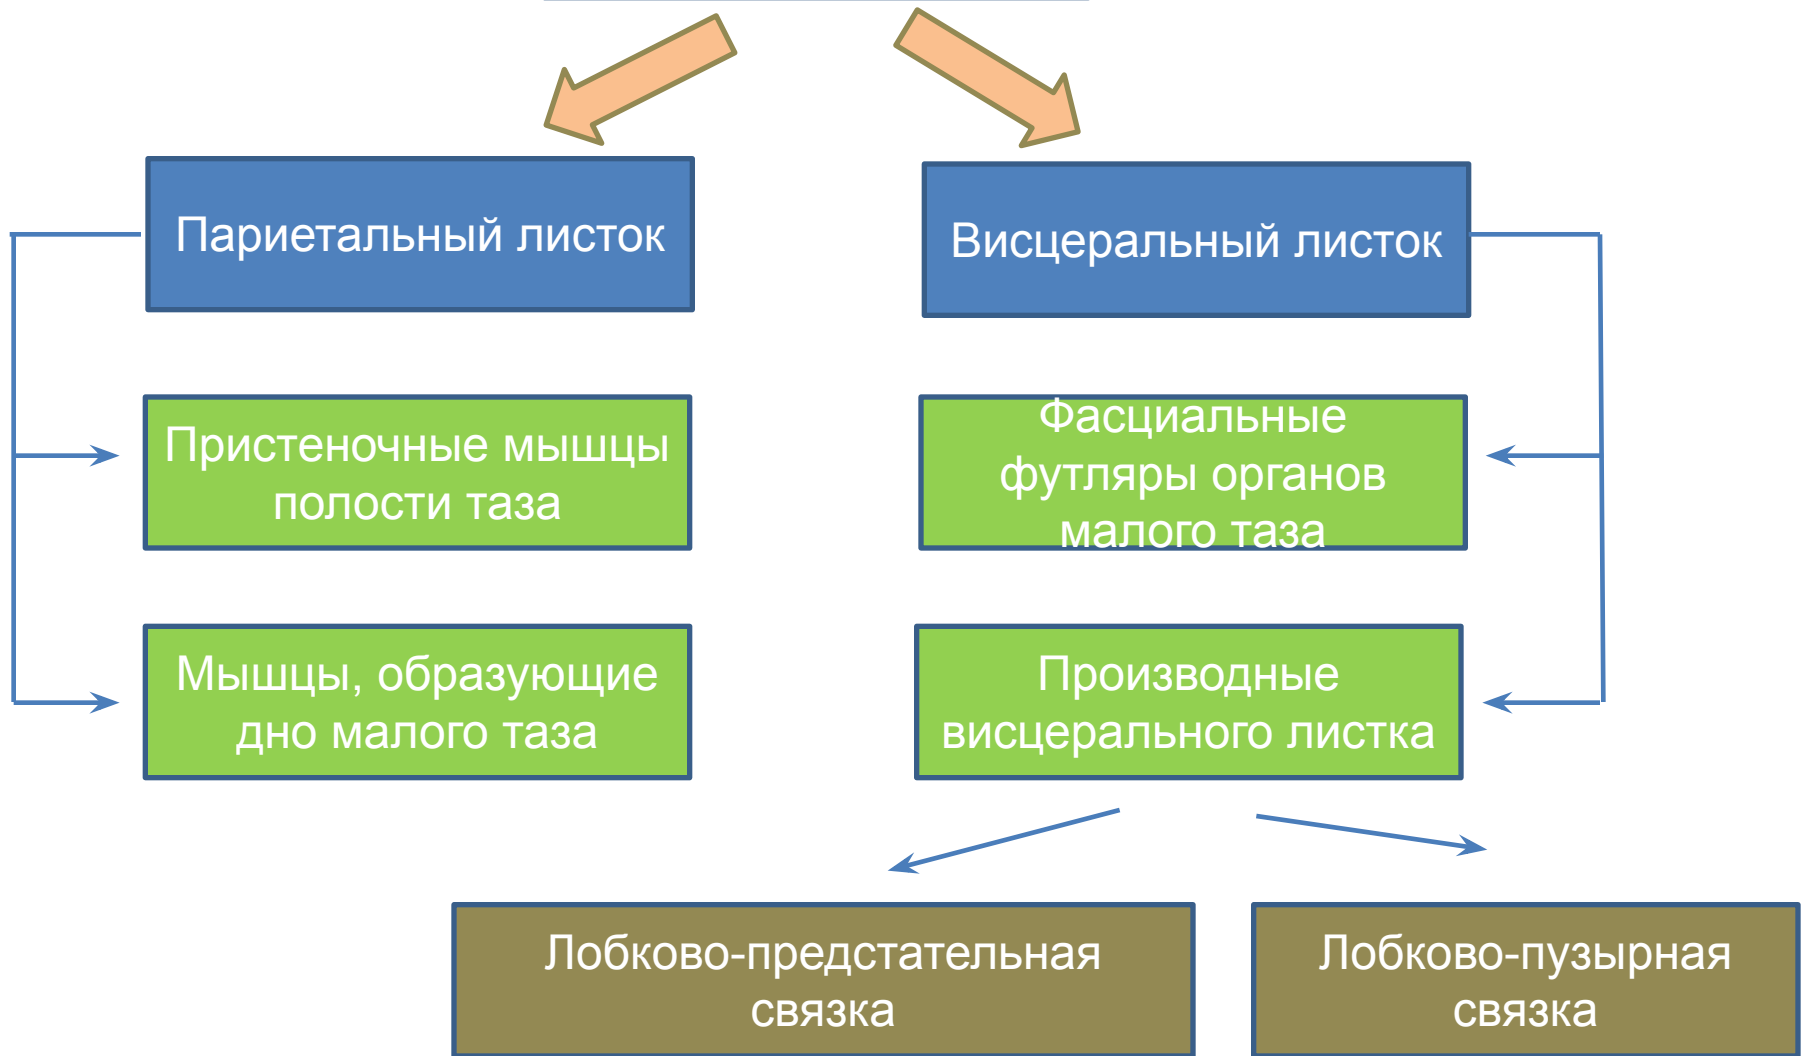 Париетальный листок
Висцеральный листок
Пристеночные мышцы
полости таза
Фасциальные
футляры органов
малого таза
Мышцы, образующие
дно малого таза
Производные
висцерального листка
Лобково-предстательная
связка
Лобково-пузырная
связка